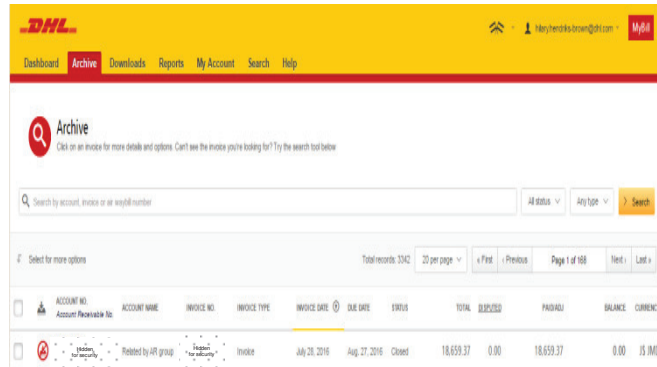 DHL
hilary.hendriks-brown@dhl.com
MyBill
Dashboard Archive Downloads Reports My Account Search Help
Archive
Click on an invoice for more details and options. Can't see the invoice you're looking for? Try the search tool below
Search by account, invoice or air waybill number
All status
Any type
Search
Select for more options
Total records: 3342
20 per page
« First
‹ Previous
Page 1 of 168
Next ›
Last »
ACCOUNT NO. ACCOUNT NAME INVOICE NO. INVOICE TYPE INVOICE DATE DUE DATE STATUS TOTAL DISPUTED PAID/ADJ BALANCE CURRENC
Account Receivable No.
Hidden for security Related by AR group Hidden for security Invoice July 28, 2016 Aug, 27, 2016 Closed 18,659.37 0.00 18,659.37 0.00